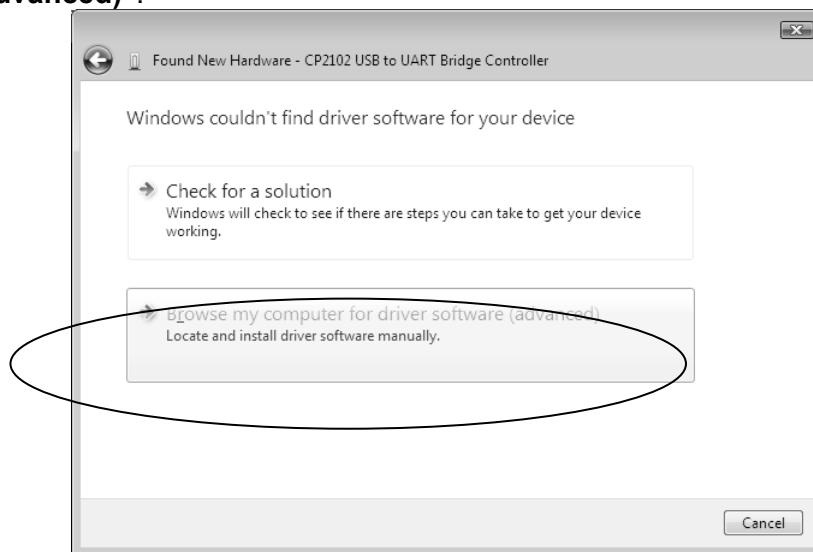 Found New Hardware - CP2102 USB to UART Bridge Controller
Windows couldn't find driver software for your device
Check for a solution
Windows will check to see if there are steps you can take to get your device
working.
Browse my computer for driver software (advanced)
Locate and install driver software manually.
Cancel